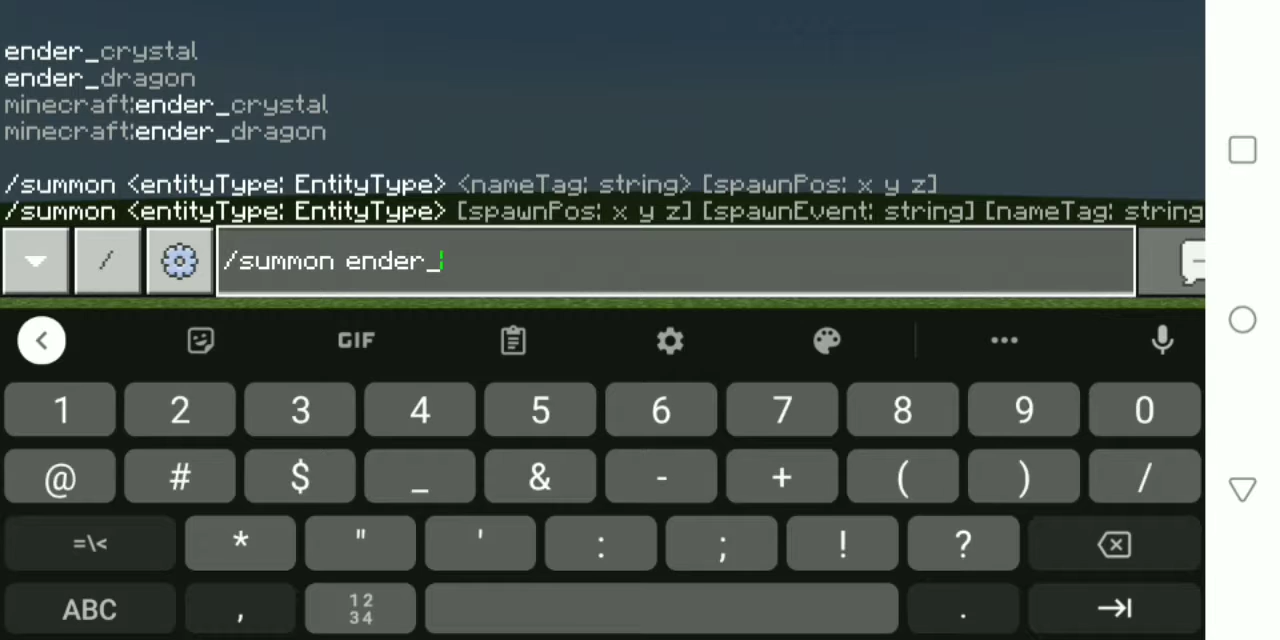 ender_crystal
ender_dragon
minecraft:ender_crystal
minecraft:ender_dragon
/summon <entityType: EntityType> <nameTag: string> [spawnPos: x y z]
/summon <entityType: EntityType> [spawnPos: x y z] [spawnEvent: string] [nameTag: string
/
/summon ender_
GIF
1 2 3 4 5 6 7 8 9 0
@ # $ _ & - + ( ) /
=\< * " ' : ; ! ?
ABC , 12 34 .